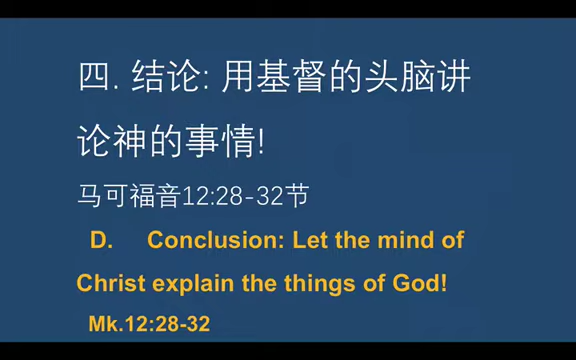 四. 结论: 用基督的头脑讲
论神的事情!
马可福音12:28-32节
D. Conclusion: Let the mind of
Christ explain the things of God!
Mk.12:28-32